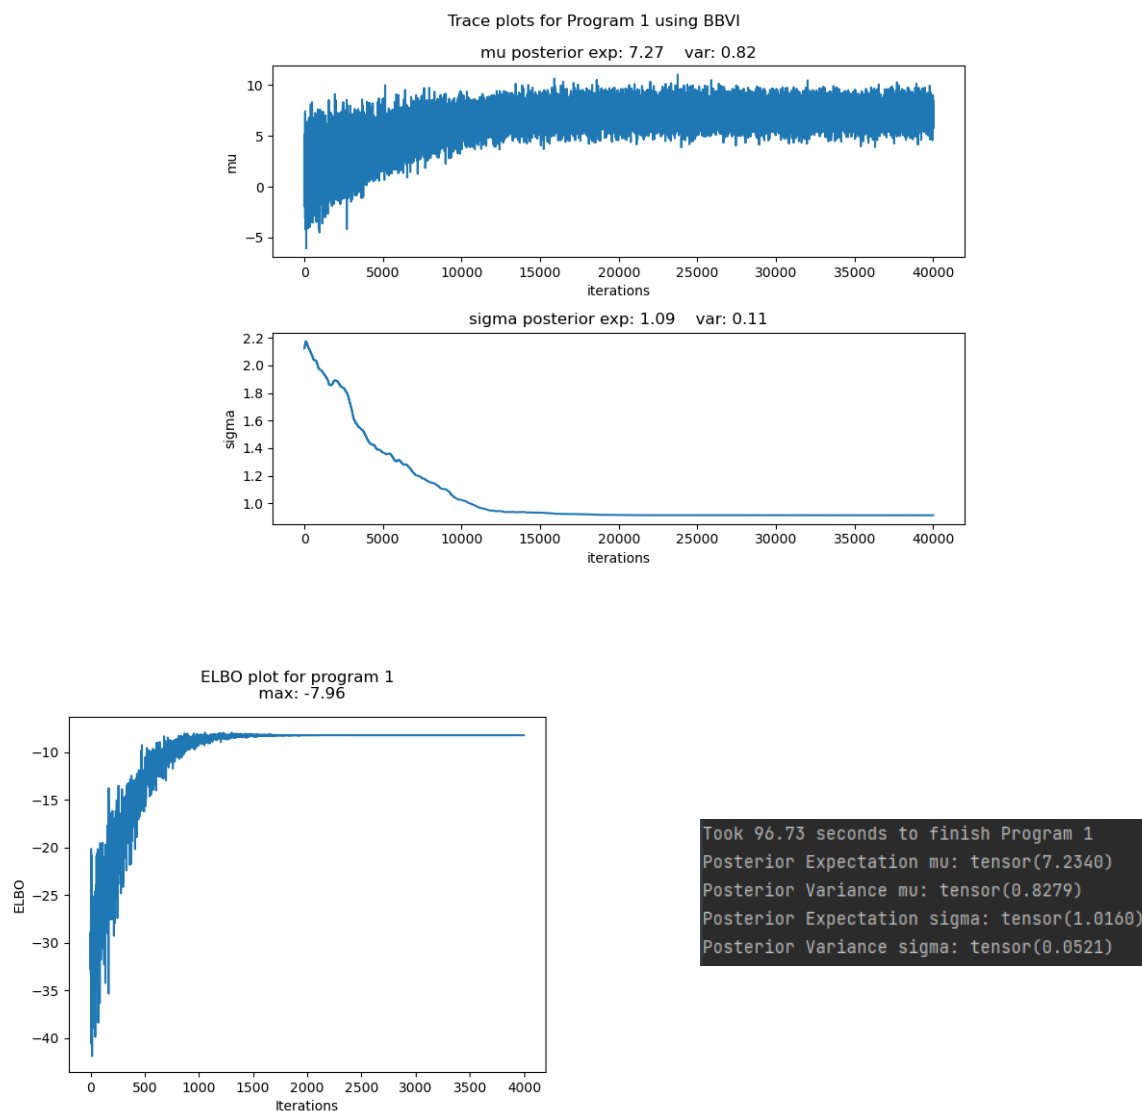 Trace plots for Program 1 using BBVI
mu posterior exp: 7.27    var: 0.82
10
5
0
−5
mu
0 5000 10000 15000 20000 25000 30000 35000 40000
iterations
sigma posterior exp: 1.09    var: 0.11
2.2
2.0
1.8
1.6
1.4
1.2
1.0
sigma
0 5000 10000 15000 20000 25000 30000 35000 40000
iterations
ELBO plot for program 1
max: -7.96
−10
−15
−20
−25
−30
−35
−40
ELBO
0 500 1000 1500 2000 2500 3000 3500 4000
Iterations
Took 96.73 seconds to finish Program 1
Posterior Expectation mu: tensor(7.2340)
Posterior Variance mu: tensor(0.8279)
Posterior Expectation sigma: tensor(1.0160)
Posterior Variance sigma: tensor(0.0521)